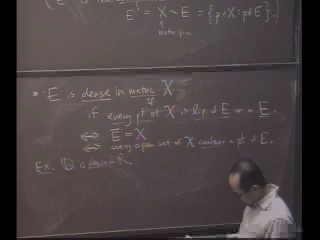 E^c = X \ E = {p ∈ X : p ∉ E}.)
metric space
E is dense in metric X
if every pt of X is a l.p. of E or in E.
⟺ Ē = X
⟺ every open set of X contains a pt of E.
Ex. Q is dense in R